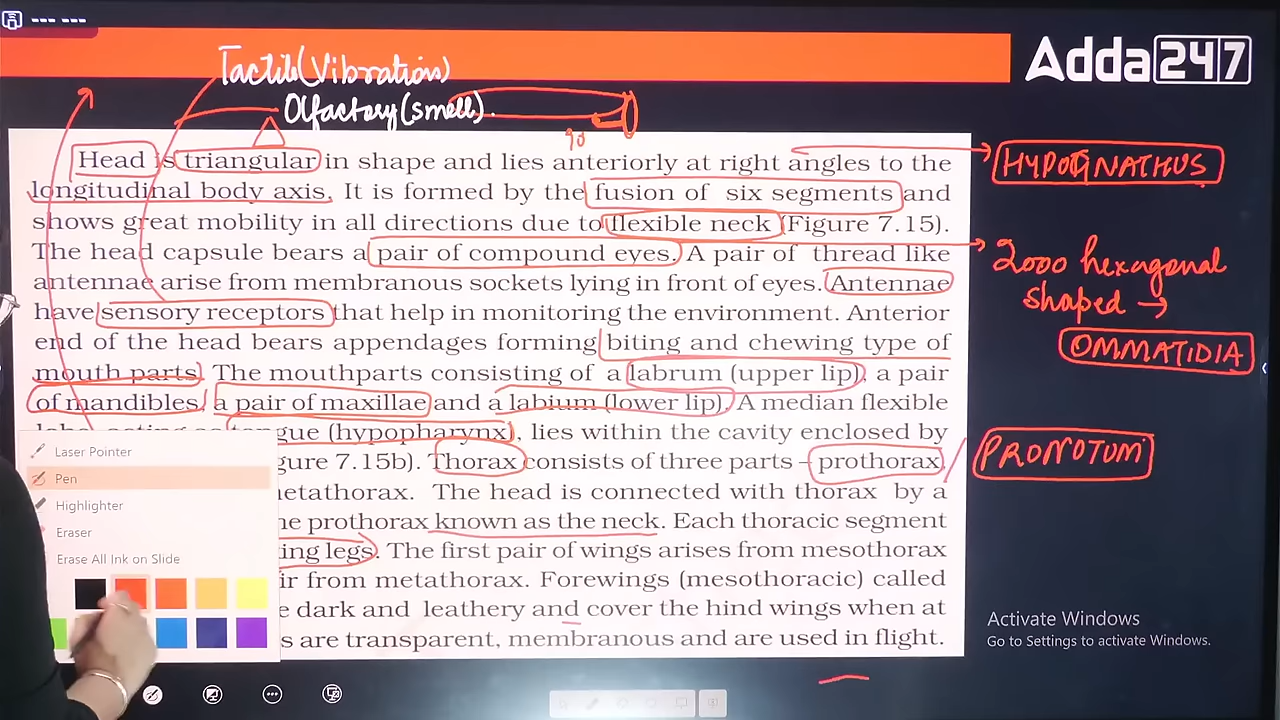 Tactile(Vibration)
Olfactory(smell).
Adda 247
90
Head is triangular in shape and lies anteriorly at right angles to the
longitudinal body axis. It is formed by the fusion of six segments and
shows great mobility in all directions due to flexible neck (Figure 7.15).
The head capsule bears a pair of compound eyes. A pair of thread like
antennae arise from membranous sockets lying in front of eyes. Antennae
have sensory receptors that help in monitoring the environment. Anterior
end of the head bears appendages forming biting and chewing type of
mouth parts. The mouthparts consisting of a labrum (upper lip), a pair
of mandibles, a pair of maxillae and a labium (lower lip). A median flexible
lobe, acting as tongue (hypopharynx), lies within the cavity enclosed by
gure 7.15b). Thorax consists of three parts – prothorax,
etathorax. The head is connected with thorax by a
he prothorax known as the neck. Each thoracic segment
ing legs. The first pair of wings arises from mesothorax
ir from metathorax. Forewings (mesothoracic) called
e dark and leathery and cover the hind wings when at
s are transparent, membranous and are used in flight.
HYPOGNATHUS
2000 hexagonal
shaped →
OMMATIDIA
PRONOTUM
Laser Pointer
Pen
Highlighter
Eraser
Erase All Ink on Slide
Activate Windows
Go to Settings to activate Windows.